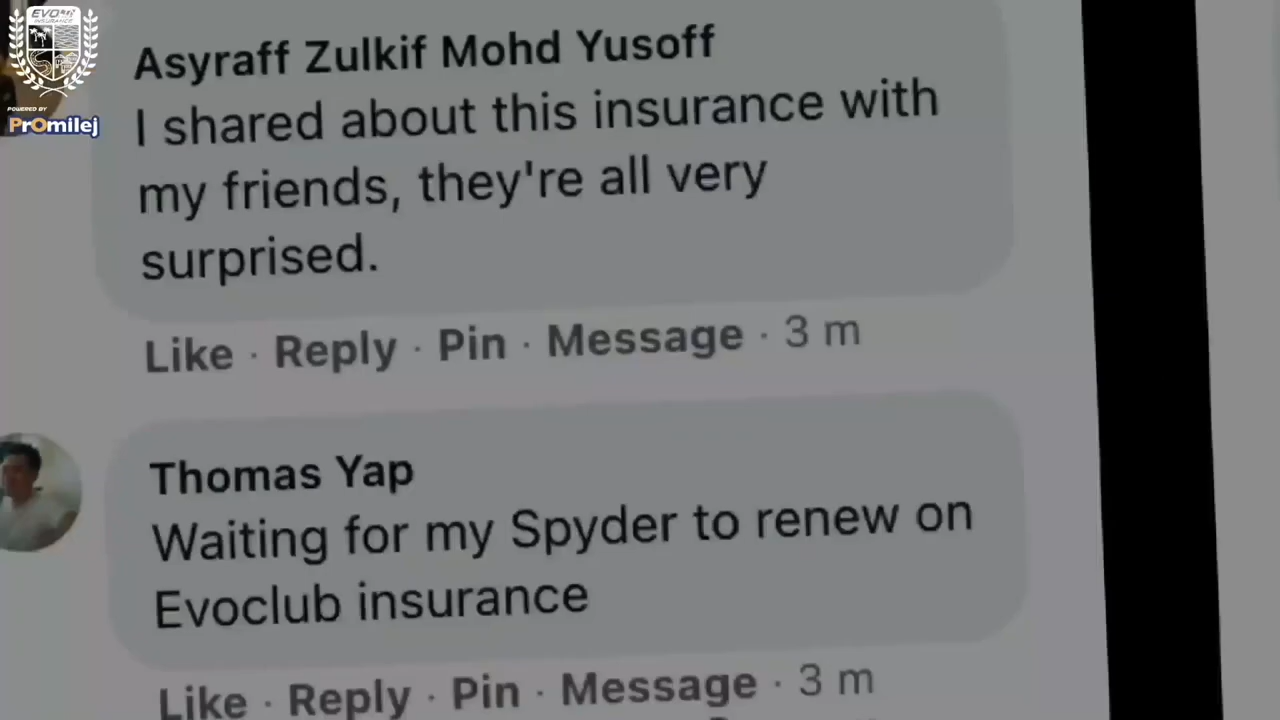 EVO
INSURANCE
POWERED BY
PrOmilej
Asyraff Zulkif Mohd Yusoff
I shared about this insurance with
my friends, they're all very
surprised.
Like · Reply · Pin · Message · 3 m
Thomas Yap
Waiting for my Spyder to renew on
Evoclub insurance
Like · Reply · Pin · Message · 3 m